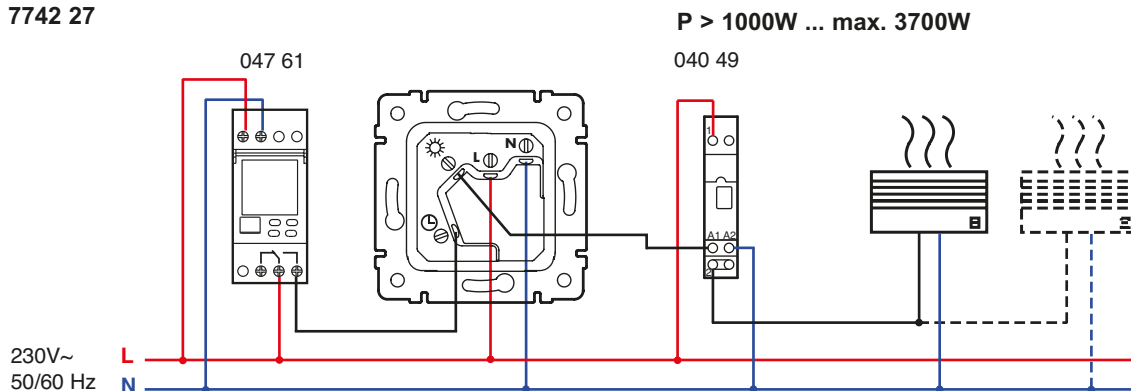 7742 27
P > 1000W ... max. 3700W
047 61
040 49
1
N
L
A1 A2
2
230V~ L
50/60 Hz N